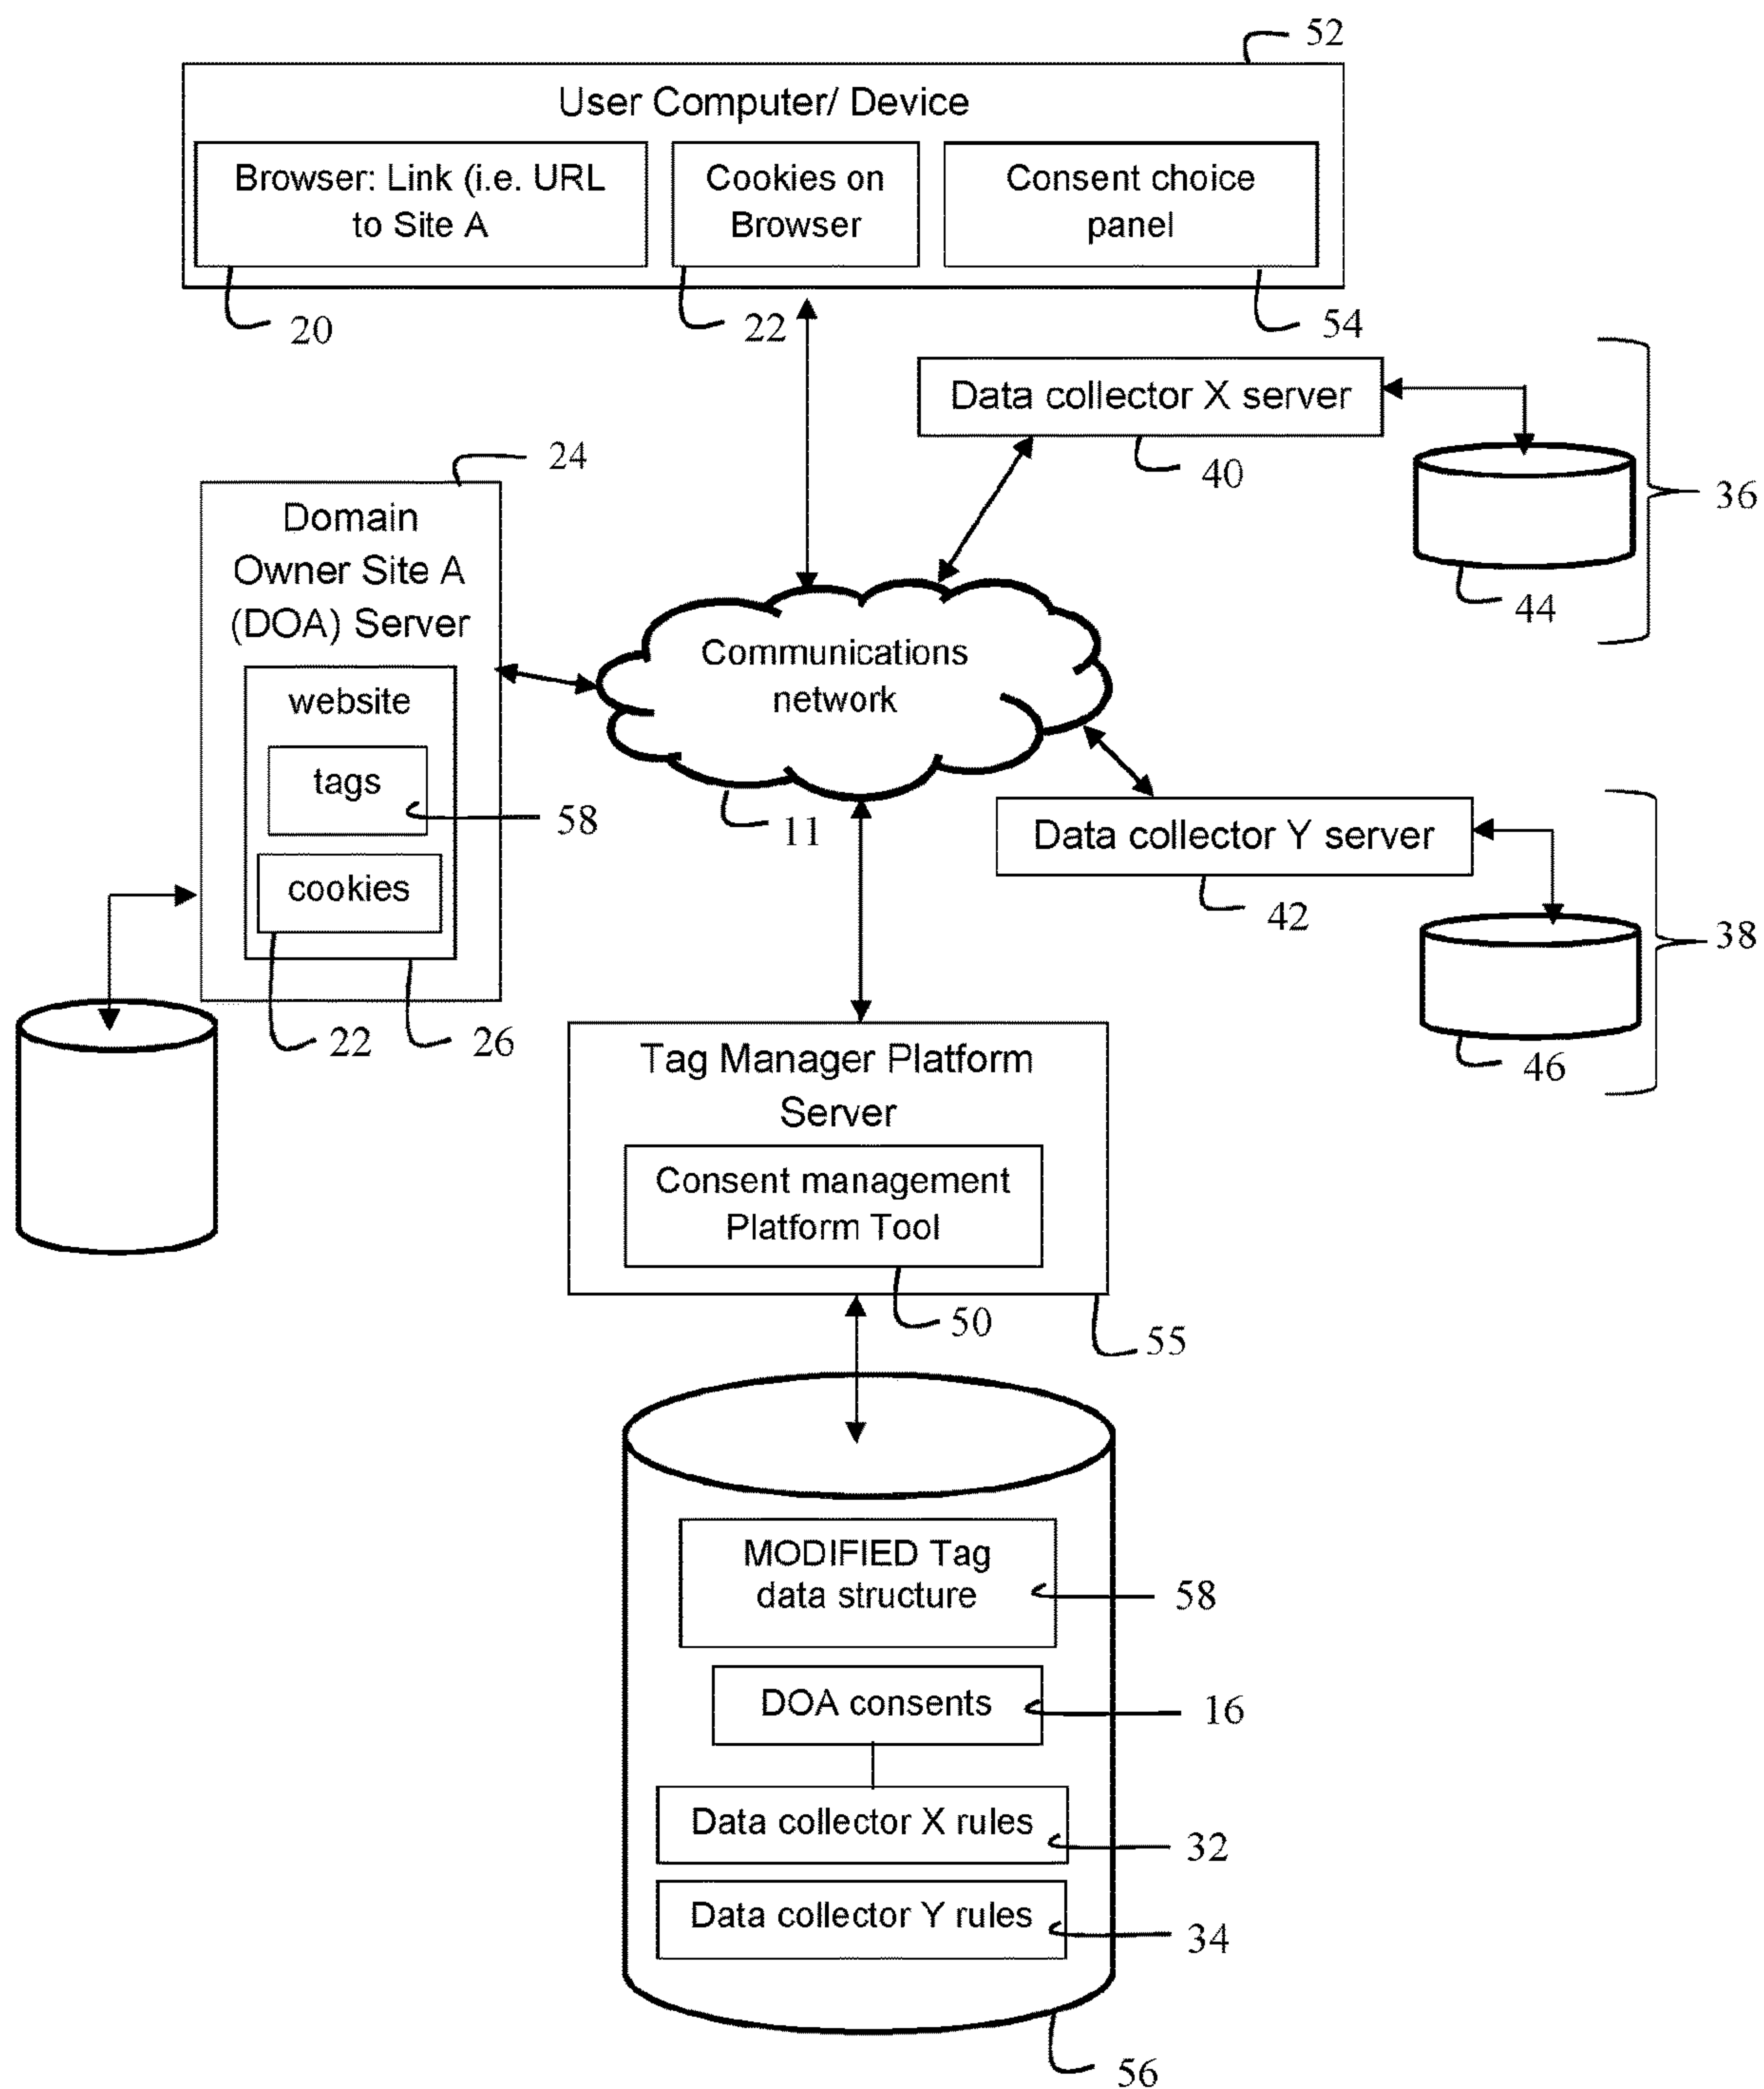 52
User Computer/ Device
Browser: Link (i.e. URL
to Site A
Cookies on
Browser
Consent choice
panel
20
22
54
Data collector X server
40
36
44
24
Domain
Owner Site A
(DOA) Server
website
tags
58
cookies
22
26
Communications
network
11
Data collector Y server
42
38
46
Tag Manager Platform
Server
Consent management
Platform Tool
50
55
MODIFIED Tag
data structure
58
DOA consents
16
Data collector X rules
32
Data collector Y rules
34
56